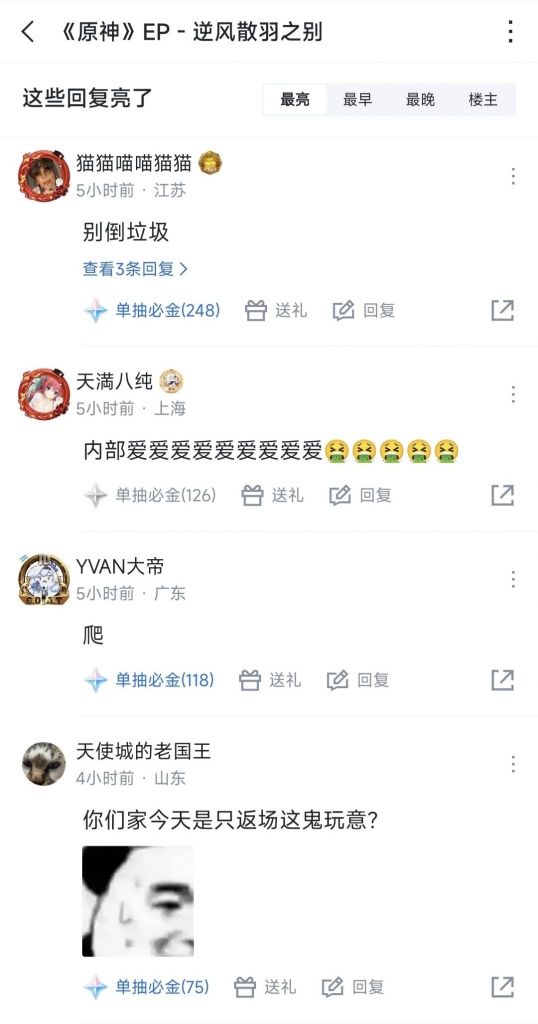 《原神》EP - 逆风散羽之别
这些回复亮了
最亮 最早 最晚 楼主
猫猫喵喵猫猫
5小时前 · 江苏
别倒垃圾
查看3条回复
单抽必金(248) 送礼 回复
天满八纯
5小时前 · 上海
内部爱爱爱爱爱爱爱爱爱🤮🤮🤮🤮🤮
单抽必金(126) 送礼 回复
YVAN大帝
5小时前 · 广东
爬
单抽必金(118) 送礼 回复
天使城的老国王
4小时前 · 山东
你们家今天是只返场这鬼玩意?
单抽必金(75) 送礼 回复